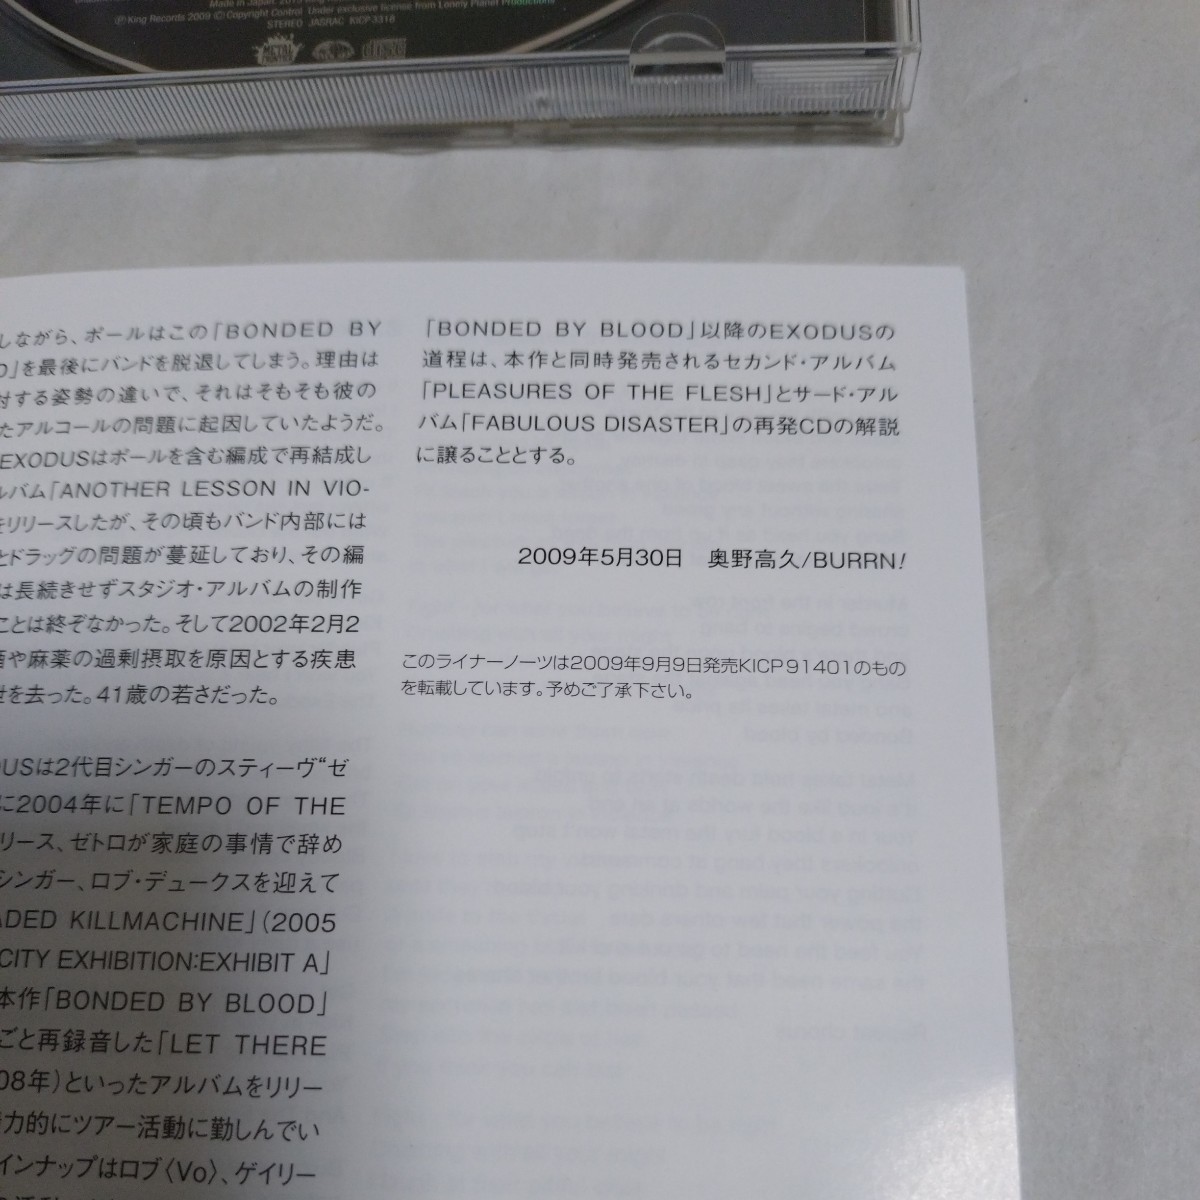 Made in Japan. 2015 King
Ⓟ King Records 2009 Ⓒ Copyright Control. Under exclusive license from Lonely Planet Productions
STEREO JASRAC KICP 3318
しながら、ポールはこの「BONDED BY
D」を最後にバンドを脱退してしまう。理由は
対する姿勢の違いで、それはそもそも彼の
たアルコールの問題に起因していたようだ。
EXODUSはポールを含む編成で再結成し
ルバム「ANOTHER LESSON IN VIO-
をリリースしたが、その頃もバンド内部には
とドラッグの問題が蔓延しており、その編
は長続きせずスタジオ・アルバムの制作
ことは終ぞなかった。そして2002年2月2
酒や麻薬の過剰摂取を原因とする疾患
世を去った。41歳の若さだった。
DUSは2代目シンガーのスティーヴ“ゼ
に2004年に「TEMPO OF THE
リース、ゼトロが家庭の事情で辞め
シンガー、ロブ・デュークスを迎えて
ADED KILLMACHINE」(2005
CITY EXHIBITION:EXHIBIT A」
本作「BONDED BY BLOOD」
ごと再録音した「LET THERE
08年)といったアルバムをリリー
力的にツアー活動に勤しんでい
インナップはロブ〈Vo〉、ゲイリー
「BONDED BY BLOOD」以降のEXODUSの
道程は、本作と同時発売されるセカンド・アルバム
「PLEASURES OF THE FLESH」とサード・アル
バム「FABULOUS DISASTER」の再発CDの解説
に譲ることとする。
2009年5月30日 奥野高久/BURRN!
このライナーノーツは2009年9月9日発売KICP 91401のもの
を転載しています。予めご了承下さい。